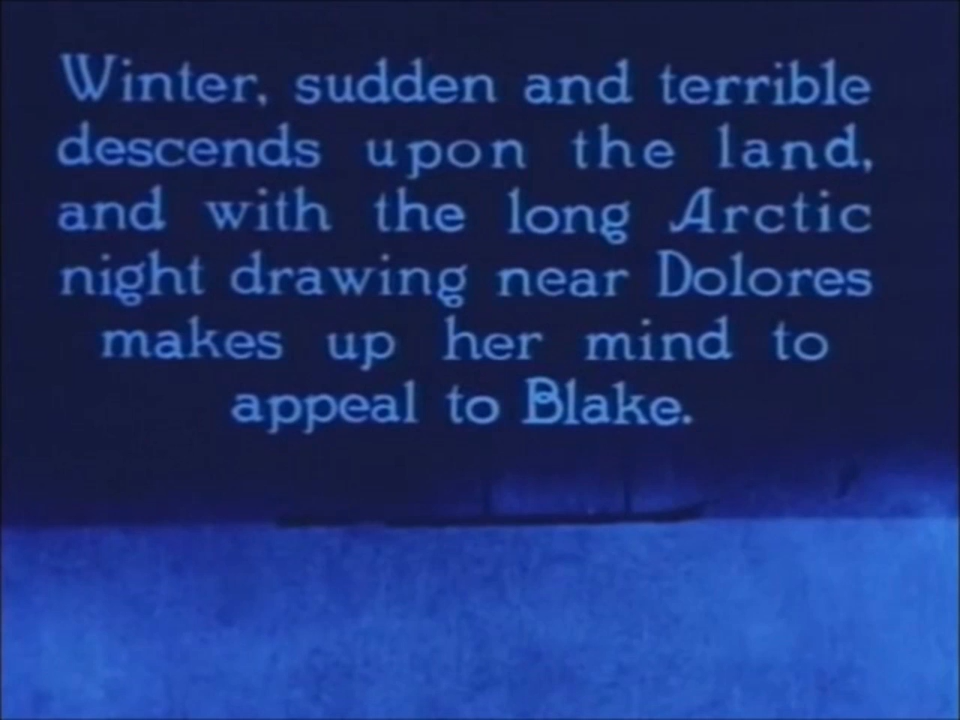 Winter, sudden and terrible
descends upon the land,
and with the long Arctic
night drawing near Dolores
makes up her mind to
appeal to Blake.